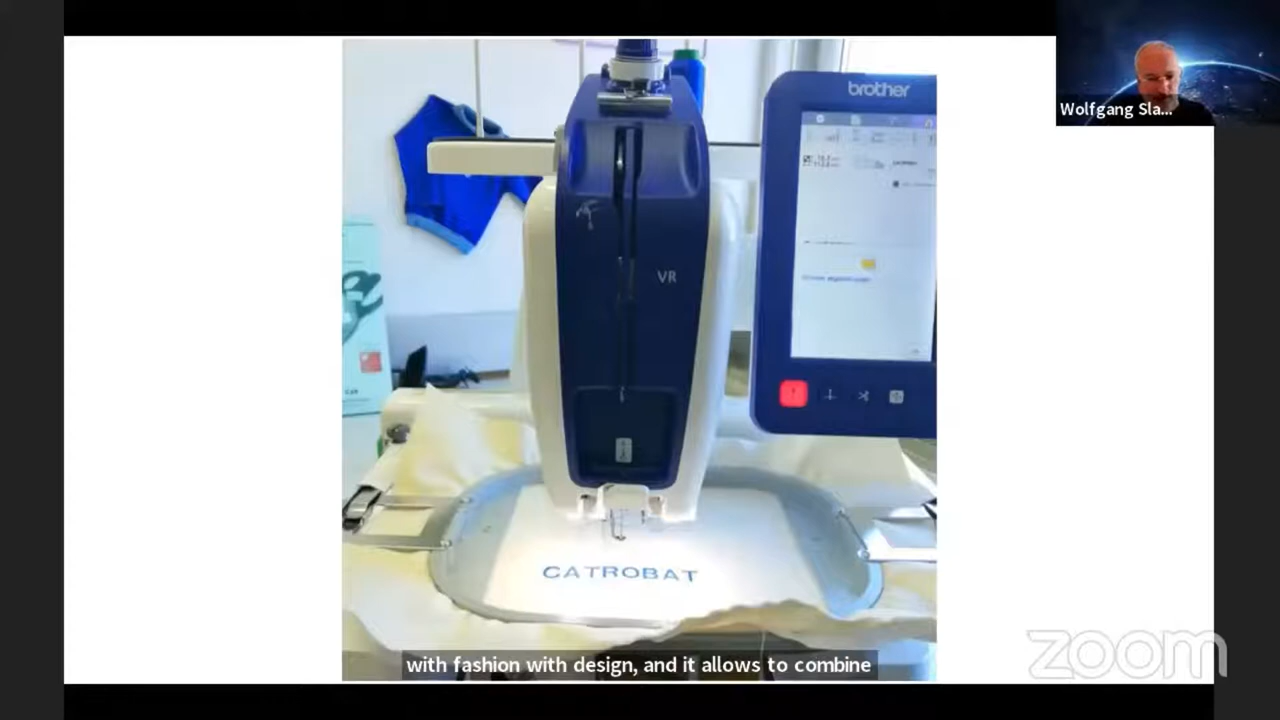 brother
Wolfgang Sla...
VR
CATROBAT
with fashion with design, and it allows to combine
zoom